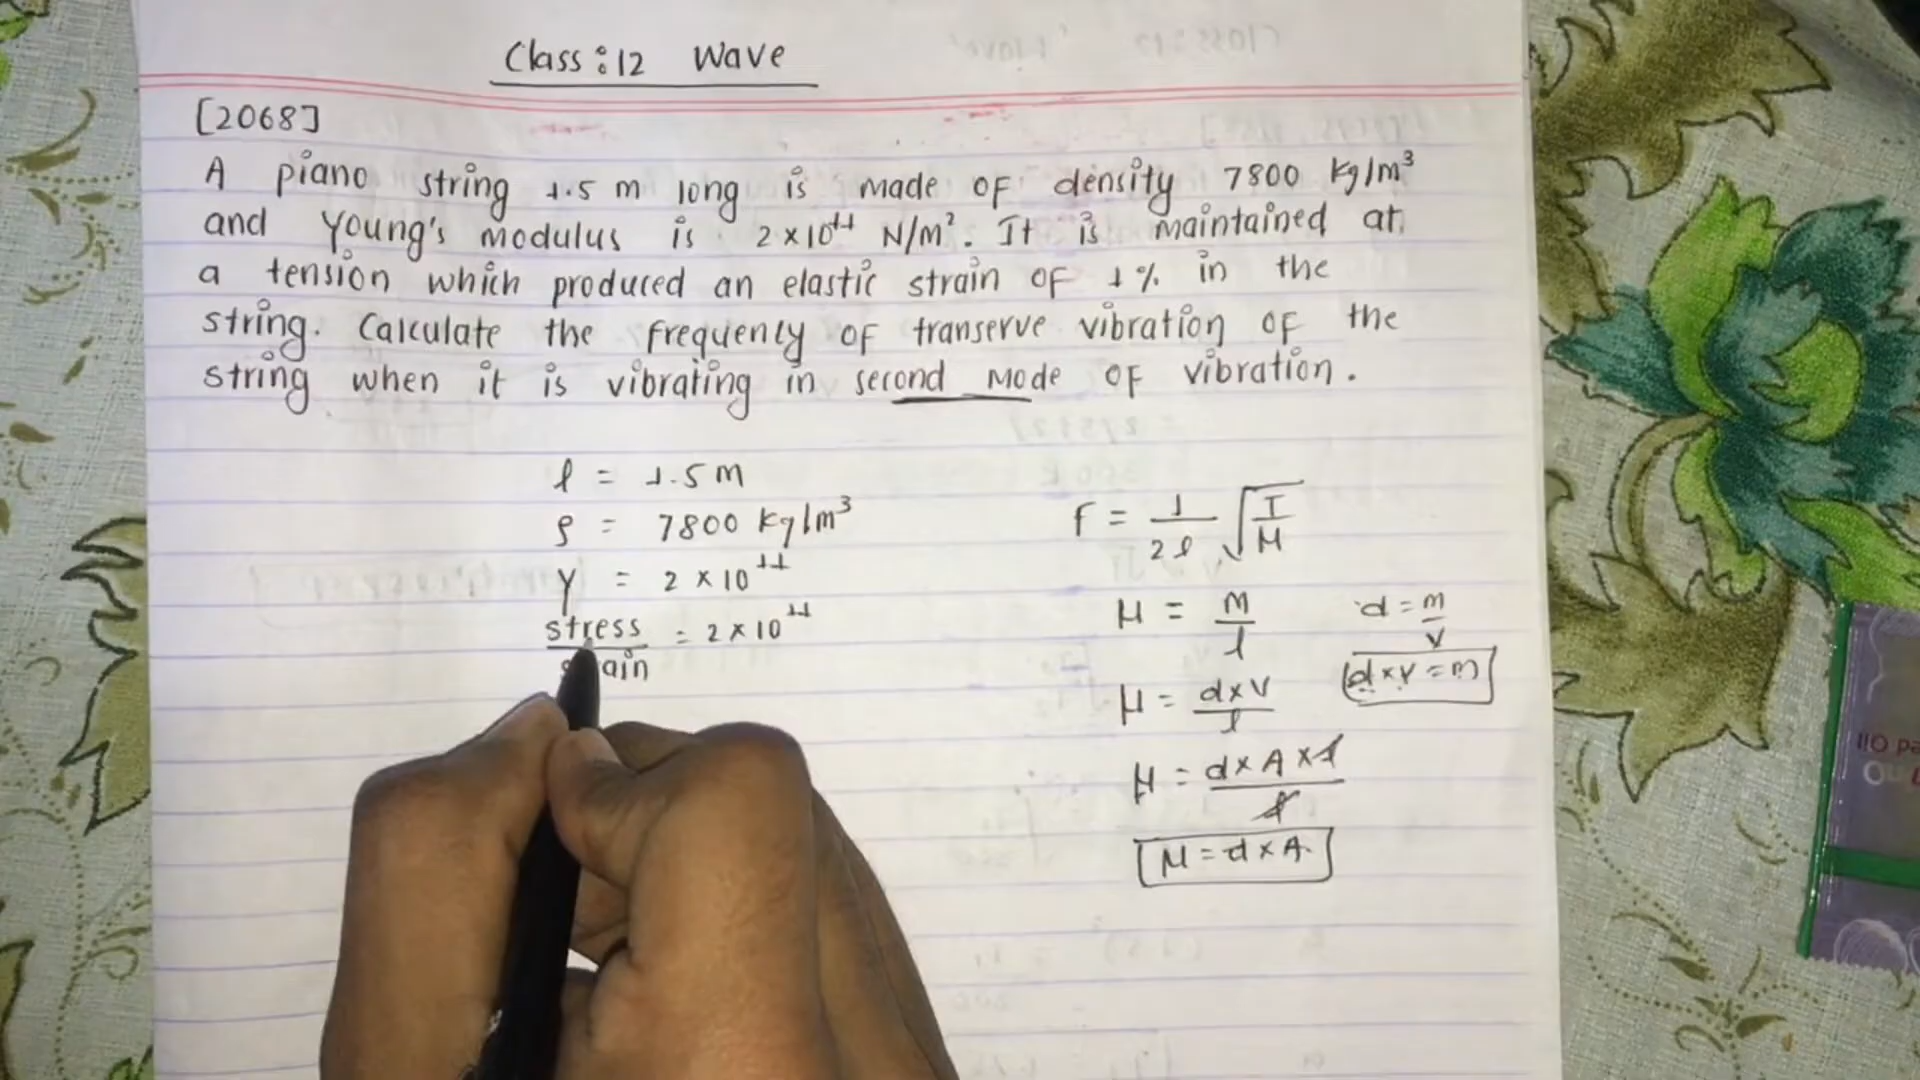 Class: 12 Wave
[2068]
A piano string 1.5 m long is made of density 7800 kg/m³
and young's modulus is 2 × 10¹¹ N/m². It is maintained at
a tension which produced an elastic strain of 1% in the
string. Calculate the frequency of transerve vibration of the
string when it is vibrating in second mode of vibration.
l = 1.5 m
ρ = 7800 kg/m³
Y = 2 × 10¹¹
stress/strain = 2 × 10¹¹
f = 1/2l √T/μ
μ = m/l
d = m/v
μ = d×v/l
d×v = m
μ = d×A×l/l
μ = d×A